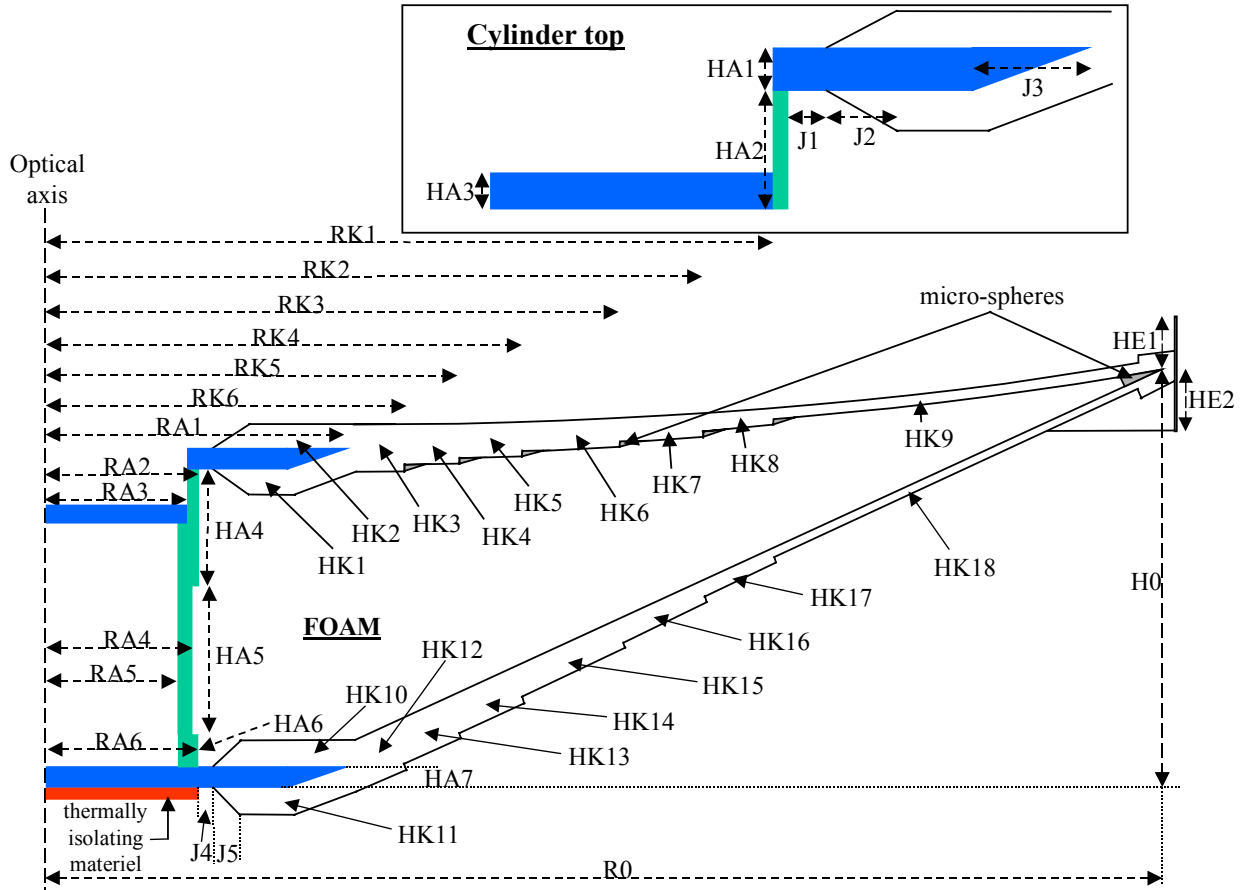 Cylinder top
HA1
J3
J1
J2
HA2
HA3
Optical
axis
RK1
RK2
micro-spheres
RK3
HE1
RK4
RK5
HE2
RK6
RA1
HK9
RA2
HK8
RA3
HK7
HK6
HA4
HK5
HK2
HK3
HK4
HK1
HK18
H0
HK17
FOAM
HK16
RA4
HA5
HK12
RA5
HK15
HK10
HK14
HA6
RA6
HK13
HA7
thermally
isolating
materiel
J4
J5
HK11
R0